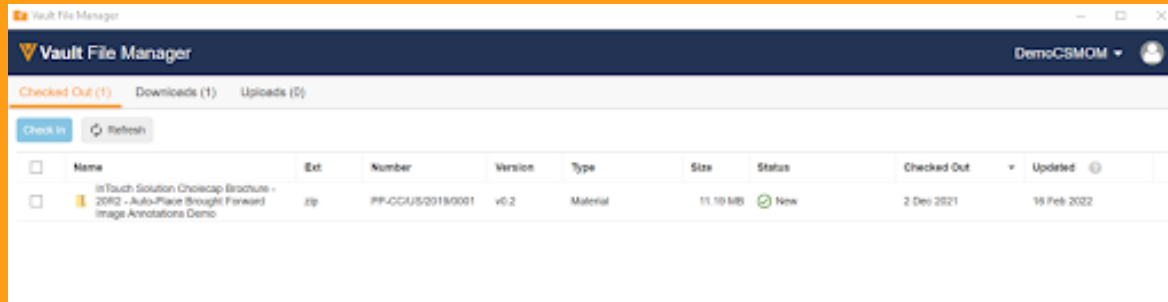 Vault File Manager
Vault File Manager
DemoCSMOM
Checked Out (1) Downloads (1) Uploads (0)
Check In Refresh
Name Ext Number Version Type Size Status Checked Out Updated
InTouch Solution Cholecap Brochure -
20R2 - Auto-Place Brought Forward
Image Annotations Demo
zip PP-CC/US/2019/0001 v0.2 Material 11.19 MB New 2 Dec 2021 16 Feb 2022